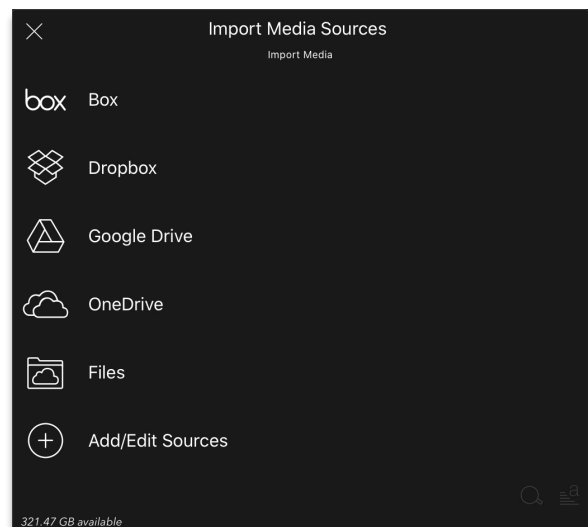 Import Media Sources
Import Media
box Box
Dropbox
Google Drive
OneDrive
Files
Add/Edit Sources
a
321.47 GB available